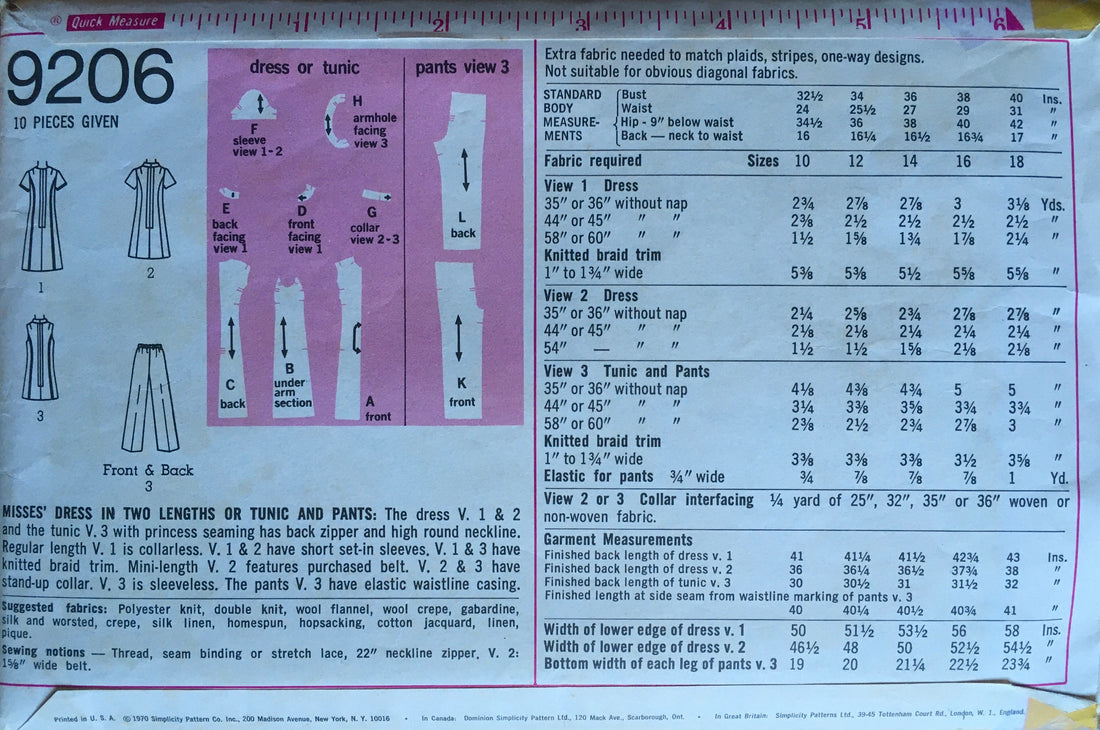 ® Quick Measure 1 2 3 4 5 6
9206
10 PIECES GIVEN
1
2
3
Front & Back
3
dress or tunic
pants view 3
F
sleeve
view 1-2
H
armhole
facing
view 3
E
back
facing
view 1
D
front
facing
view 1
G
collar
view 2-3
L
back
C
back
B
under
arm
section
A
front
K
front
MISSES' DRESS IN TWO LENGTHS OR TUNIC AND PANTS: The dress V. 1 & 2
and the tunic V. 3 with princess seaming has back zipper and high round neckline.
Regular length V. 1 is collarless. V. 1 & 2 have short set-in sleeves. V. 1 & 3 have
knitted braid trim. Mini-length V. 2 features purchased belt. V. 2 & 3 have
stand-up collar. V. 3 is sleeveless. The pants V. 3 have elastic waistline casing.
Suggested fabrics: Polyester knit, double knit, wool flannel, wool crepe, gabardine,
silk and worsted, crepe, silk linen, homespun, hopsacking, cotton jacquard, linen,
pique.
Sewing notions — Thread, seam binding or stretch lace, 22" neckline zipper. V. 2:
1⅝" wide belt.
Extra fabric needed to match plaids, stripes, one-way designs.
Not suitable for obvious diagonal fabrics.
STANDARD Bust 32½ 34 36 38 40 Ins.
BODY Waist 24 25½ 27 29 31 "
MEASURE- Hip - 9" below waist 34½ 36 38 40 42 "
MENTS Back — neck to waist 16 16¼ 16½ 16¾ 17 "
Fabric required Sizes 10 12 14 16 18
View 1 Dress
35" or 36" without nap 2¾ 2⅞ 2⅞ 3 3⅛ Yds.
44" or 45" " " 2⅜ 2½ 2½ 2½ 2½ "
58" or 60" " " 1½ 1⅝ 1¾ 1⅞ 2¼ "
Knitted braid trim
1" to 1¾" wide 5⅜ 5⅜ 5½ 5⅝ 5⅝ "
View 2 Dress
35" or 36" without nap 2¼ 2⅝ 2¾ 2⅞ 2⅞ "
44" or 45" " " 2⅛ 2⅛ 2¼ 2¼ 2¼ "
54" — " " 1½ 1½ 1⅝ 2⅛ 2⅛ "
View 3 Tunic and Pants
35" or 36" without nap 4⅛ 4⅜ 4¾ 5 5 "
44" or 45" " " 3¼ 3⅜ 3⅝ 3¾ 3¾ "
58" or 60" " " 2⅜ 2½ 2¾ 2⅞ 3 "
Knitted braid trim
1" to 1¾" wide 3⅜ 3⅜ 3⅜ 3½ 3⅝ "
Elastic for pants ¾" wide ¾ ⅞ ⅞ ⅞ 1 Yd.
View 2 or 3 Collar interfacing ¼ yard of 25", 32", 35" or 36" woven or
non-woven fabric.
Garment Measurements
Finished back length of dress v. 1 41 41¼ 41½ 42¾ 43 Ins.
Finished back length of dress v. 2 36 36¼ 36½ 37¾ 38 "
Finished back length of tunic v. 3 30 30½ 31 31½ 32 "
Finished length at side seam from waistline marking of pants v. 3
40 40¼ 40½ 40¾ 41 "
Width of lower edge of dress v. 1 50 51½ 53½ 56 58 Ins.
Width of lower edge of dress v. 2 46½ 48 50 52½ 54½ "
Bottom width of each leg of pants v. 3 19 20 21¼ 22½ 23¾ "
Printed in U. S. A. © 1970 Simplicity Pattern Co. Inc., 200 Madison Avenue, New York, N. Y. 10016 • In Canada: Dominion Simplicity Pattern Ltd., 120 Mack Ave., Scarborough, Ont. • In Great Britain: Simplicity Patterns Ltd., 39-45 Tottenham Court Rd., London, W. 1., England.